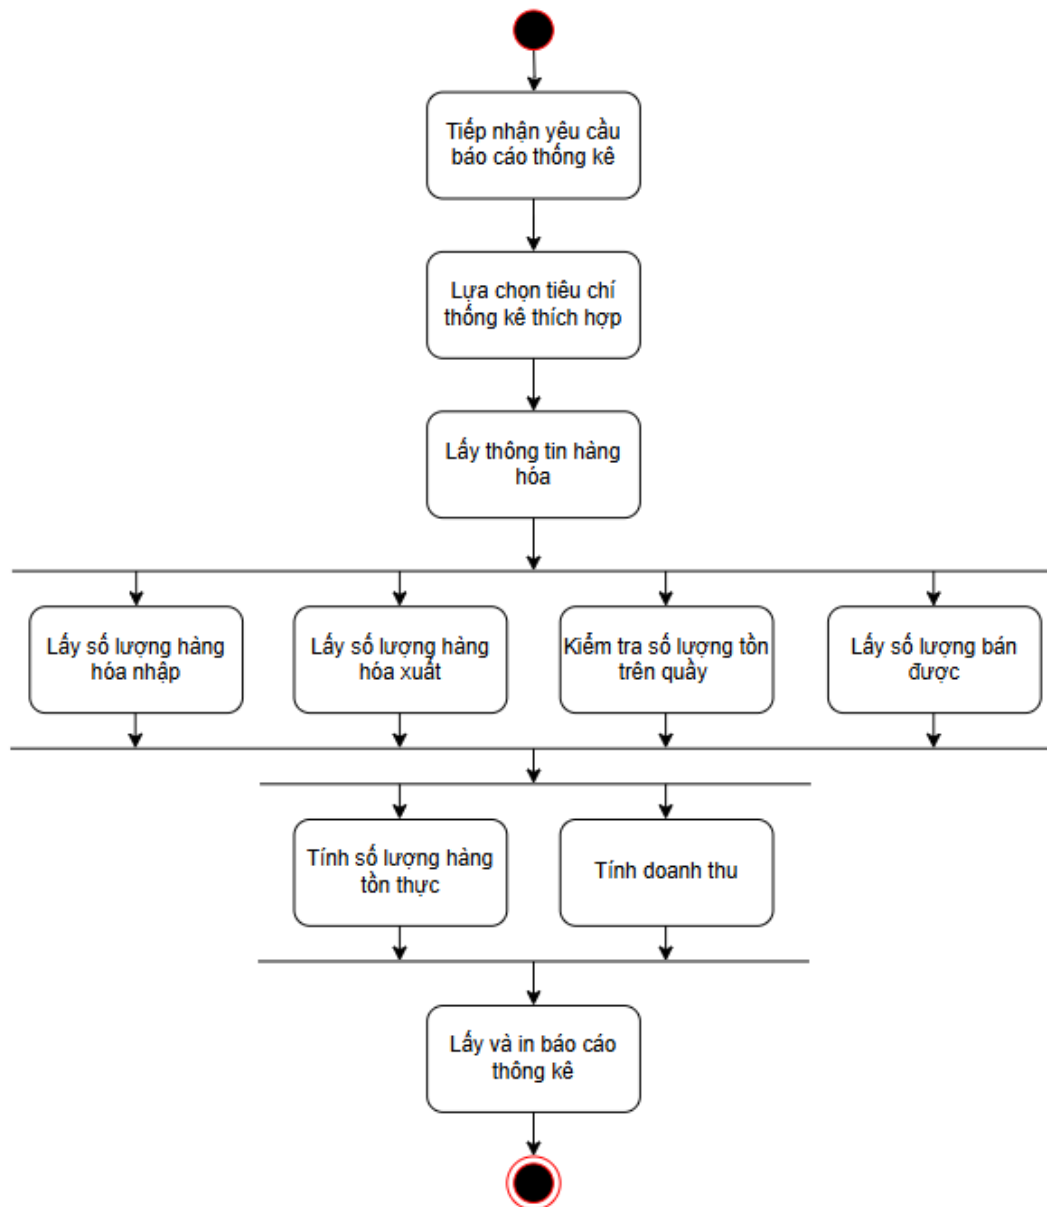 Tiếp nhận yêu cầu
báo cáo thống kê
Lựa chọn tiêu chí
thống kê thích hợp
Lấy thông tin hàng
hóa
Lấy số lượng hàng
hóa nhập
Lấy số lượng hàng
hóa xuất
Kiểm tra số lượng tồn
trên quầy
Lấy số lượng bán
được
Tính số lượng hàng
tồn thực
Tính doanh thu
Lấy và in báo cáo
thông kê